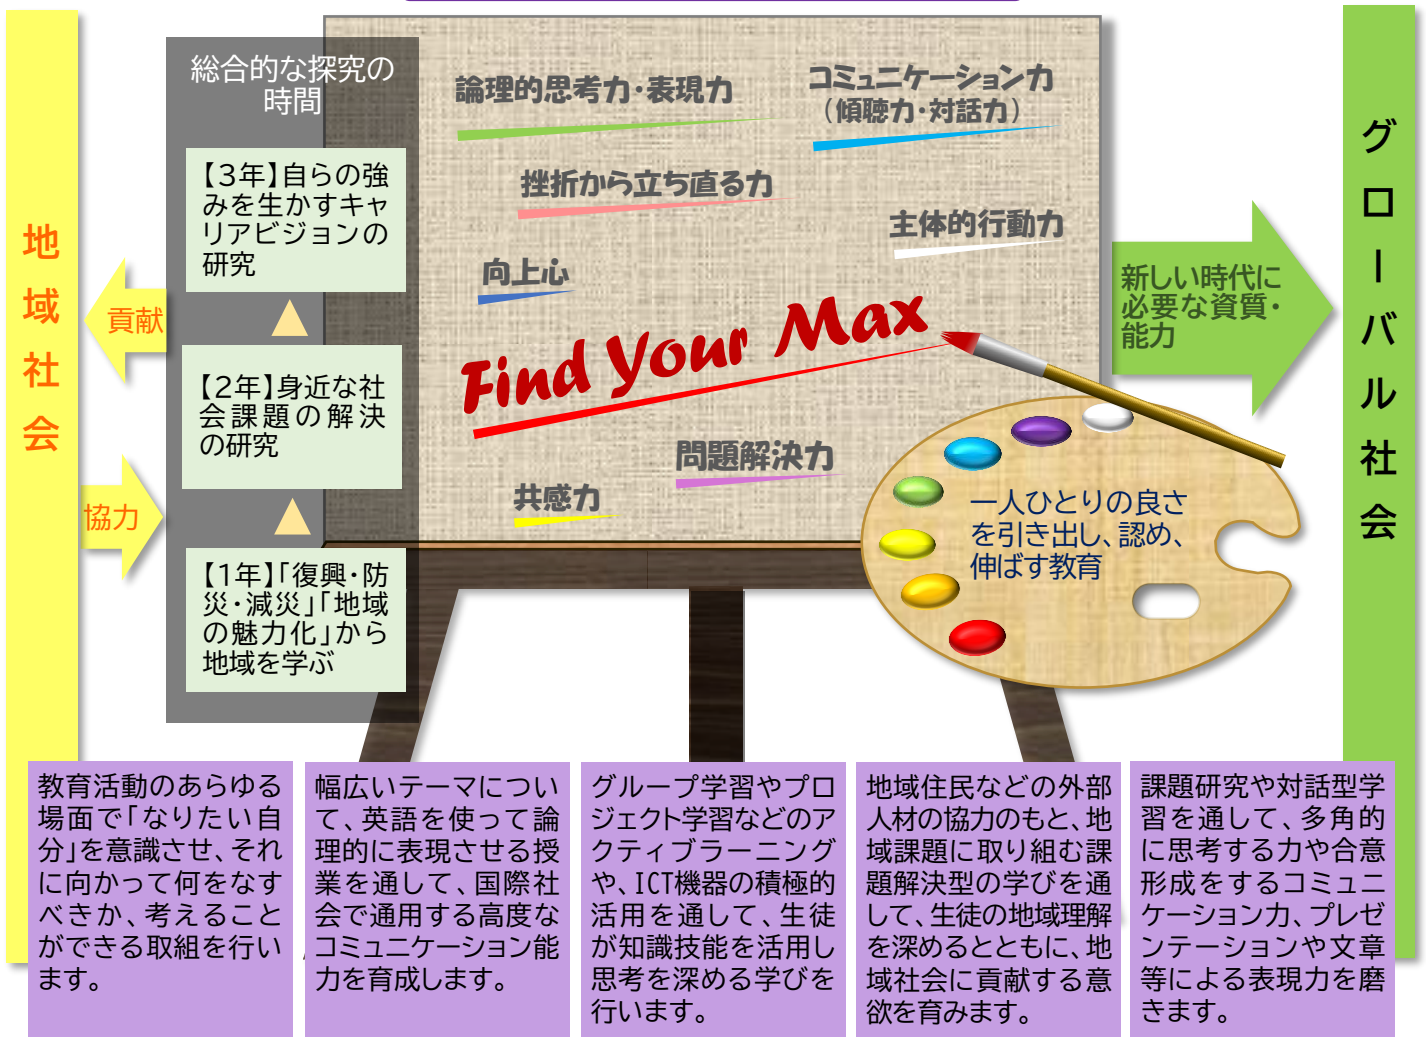 地域社会
総合的な探究の
時間
【3年】自らの強
みを生かすキャ
リアビジョンの
研究
【2年】身近な社
会課題の解決
の研究
【1年】「復興・防
災・減災」「地域
の魅力化」から
地域を学ぶ
貢献
協力
論理的思考力・表現力
コミュニケーション力
（傾聴力・対話力）
挫折から立ち直る力
主体的行動力
向上心
Find Your Max
問題解決力
共感力
一人ひとりの良さ
を引き出し、認め、
伸ばす教育
新しい時代に
必要な資質・
能力
グローバル社会
教育活動のあらゆる
場面で「なりたい自
分」を意識させ、それ
に向かって何をなす
べきか、考えること
ができる取組を行い
ます。
幅広いテーマについ
て、英語を使って論
理的に表現させる授
業を通して、国際社
会で通用する高度な
コミュニケーション能
力を育成します。
グループ学習やプロ
ジェクト学習などのア
クティブラーニング
や、ICT機器の積極的
活用を通して、生徒
が知識技能を活用し
思考を深める学びを
行います。
地域住民などの外部
人材の協力のもと、地
域課題に取り組む課
題解決型の学びを通
して、生徒の地域理解
を深めるとともに、地
域社会に貢献する意
欲を育みます。
課題研究や対話型学
習を通して、多角的
に思考する力や合意
形成をするコミュニ
ケーション力、プレゼ
ンテーションや文章
等による表現力を磨
きます。